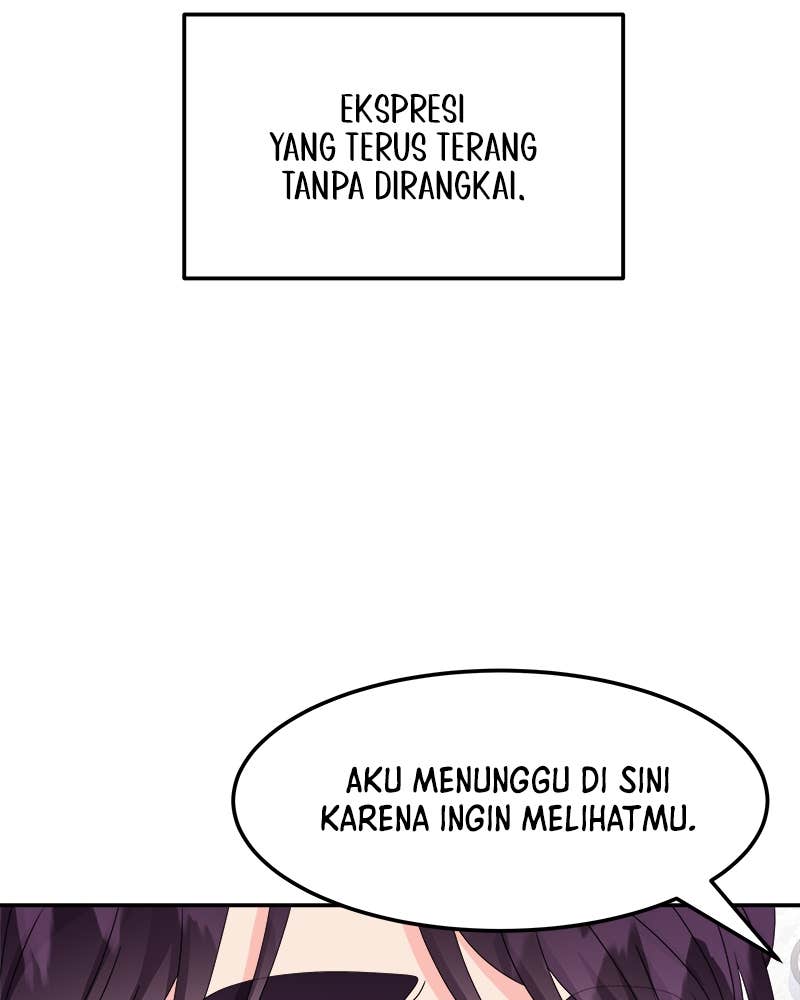 EKSPRESI
YANG TERUS TERANG
TANPA DIRANGKAI.
AKU MENUNGGU DI SINI
KARENA INGIN MELIHATMU.